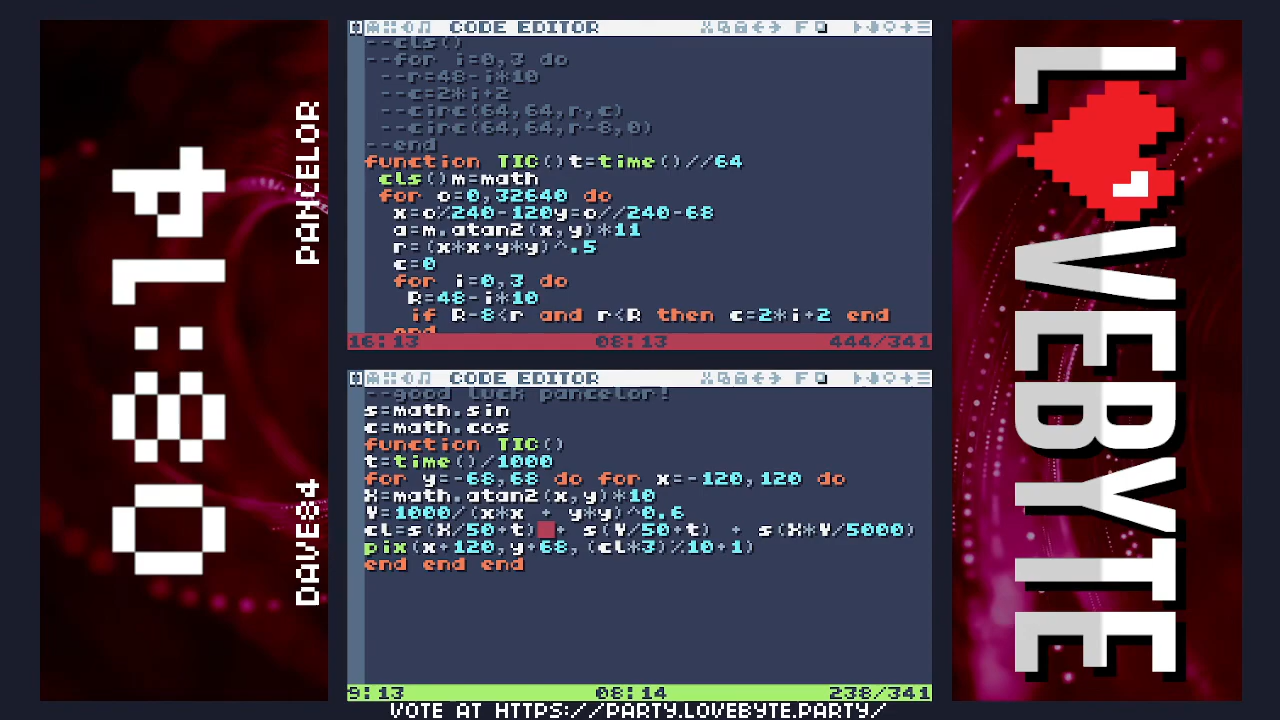 08:14
PANCELOR
DAVE84
CODE EDITOR
--cls()
--for i=0,3 do
--r=48-i*10
--c=2*i+2
--circ(64,64,r,c)
--circ(64,64,r-8,0)
--end
function TIC()t=time()//64
cls()m=math
for o=0,32640 do
x=o%240-120y=o//240-68
a=m.atan2(x,y)*11
r=(x*x+y*y)^.5
c=0
for i=0,3 do
R=48-i*10
if R-8<r and r<R then c=2*i+2 end
end
16:13 08:13 444/341
CODE EDITOR
--good luck pancelor!
s=math.sin
c=math.cos
function TIC()
t=time()/1000
for y=-68,68 do for x=-120,120 do
X=math.atan2(x,y)*10
Y=1000/(x*x + y*y)^0.6
cl=s(X/50+t) + s(Y/50+t) + s(X*Y/5000)
pix(x+120,y+68,(cl*3)%10+1)
end end end
9:13 08:14 238/341
VOTE AT HTTPS://PARTY.LOVEBYTE.PARTY/
L❤VEBYTE